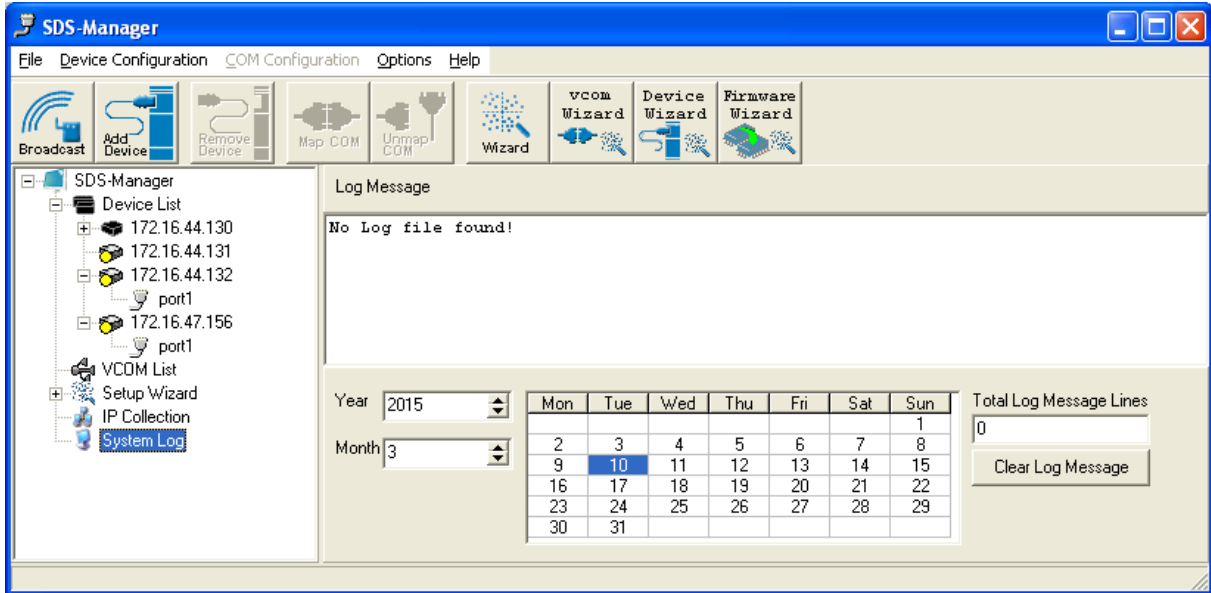 SDS-Manager
File Device Configuration COM Configuration Options Help
Broadcast
Add Device
Remove Device
Map COM
Unmap COM
Wizard
vcom Wizard
Device Wizard
Firmware Wizard
SDS-Manager
Device List
172.16.44.130
172.16.44.131
172.16.44.132
port1
172.16.47.156
port1
VCOM List
Setup Wizard
IP Collection
System Log
Log Message
No Log file found!
Year 2015
Month 3
Mon Tue Wed Thu Fri Sat Sun
1
2 3 4 5 6 7 8
9 10 11 12 13 14 15
16 17 18 19 20 21 22
23 24 25 26 27 28 29
30 31
Total Log Message Lines
0
Clear Log Message